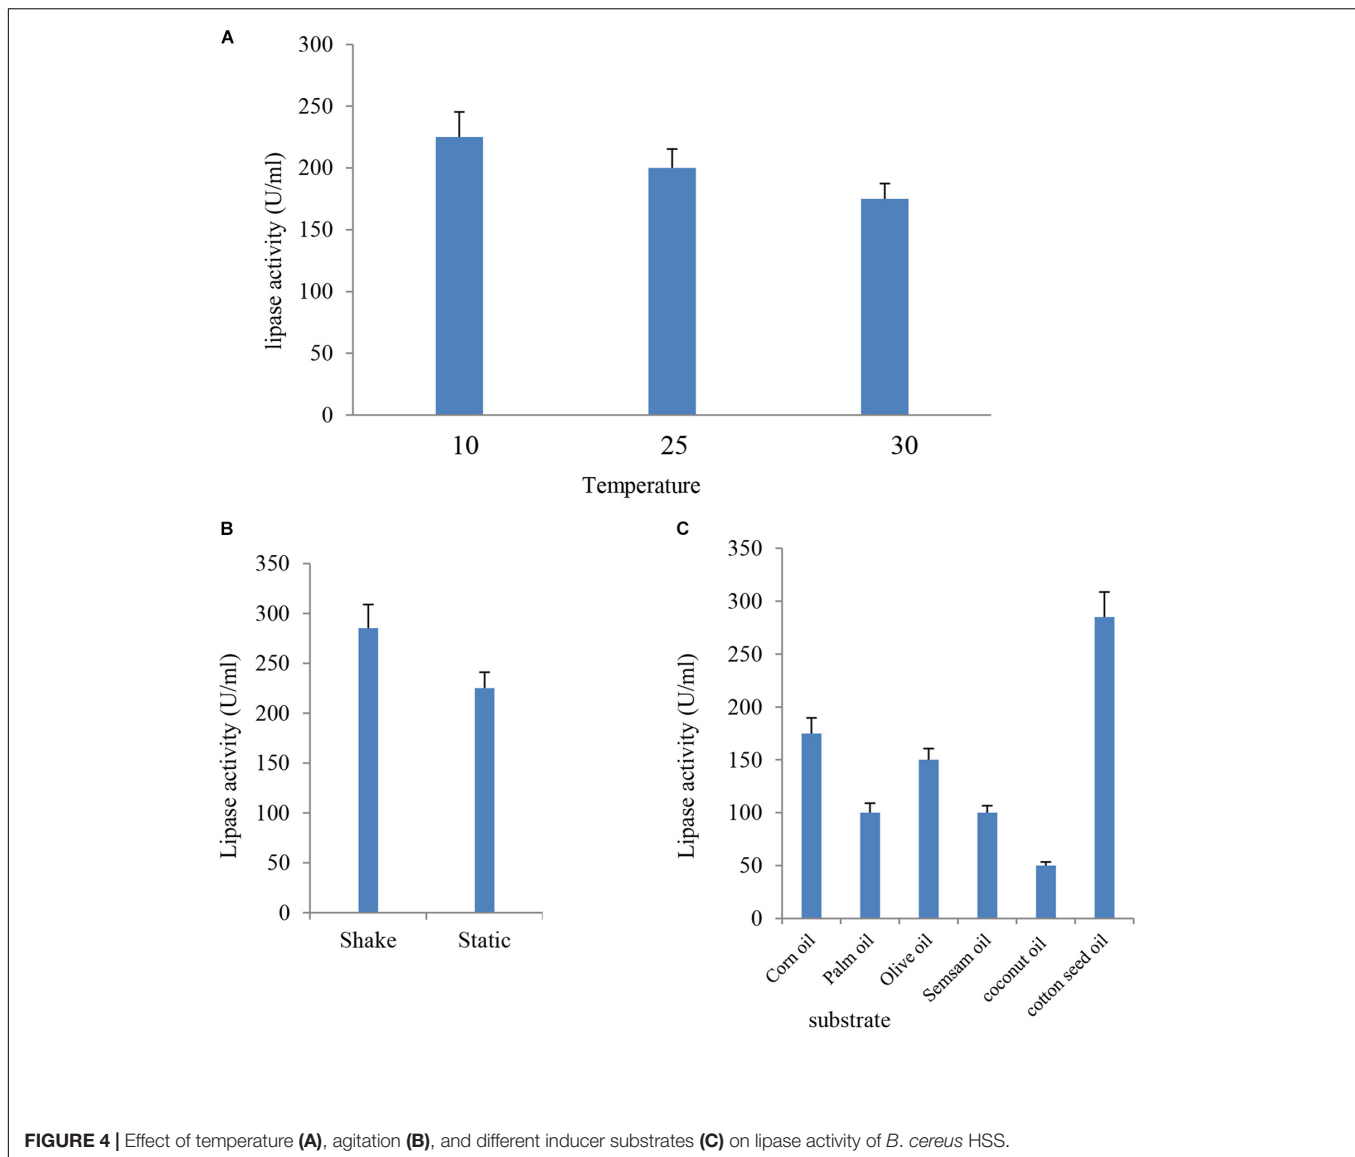 A
300
250
200
150
100
50
0
lipase activity (U/ml)
10 25 30
Temperature
B
350
300
250
200
150
100
50
0
Lipase activity (U/ml)
Shake Static
C
350
300
250
200
150
100
50
0
Lipase activity (U/ml)
Corn oil
Palm oil
Olive oil
Semsam oil
coconut oil
cotton seed oil
substrate
FIGURE 4 | Effect of temperature (A), agitation (B), and different inducer substrates (C) on lipase activity of B. cereus HSS.